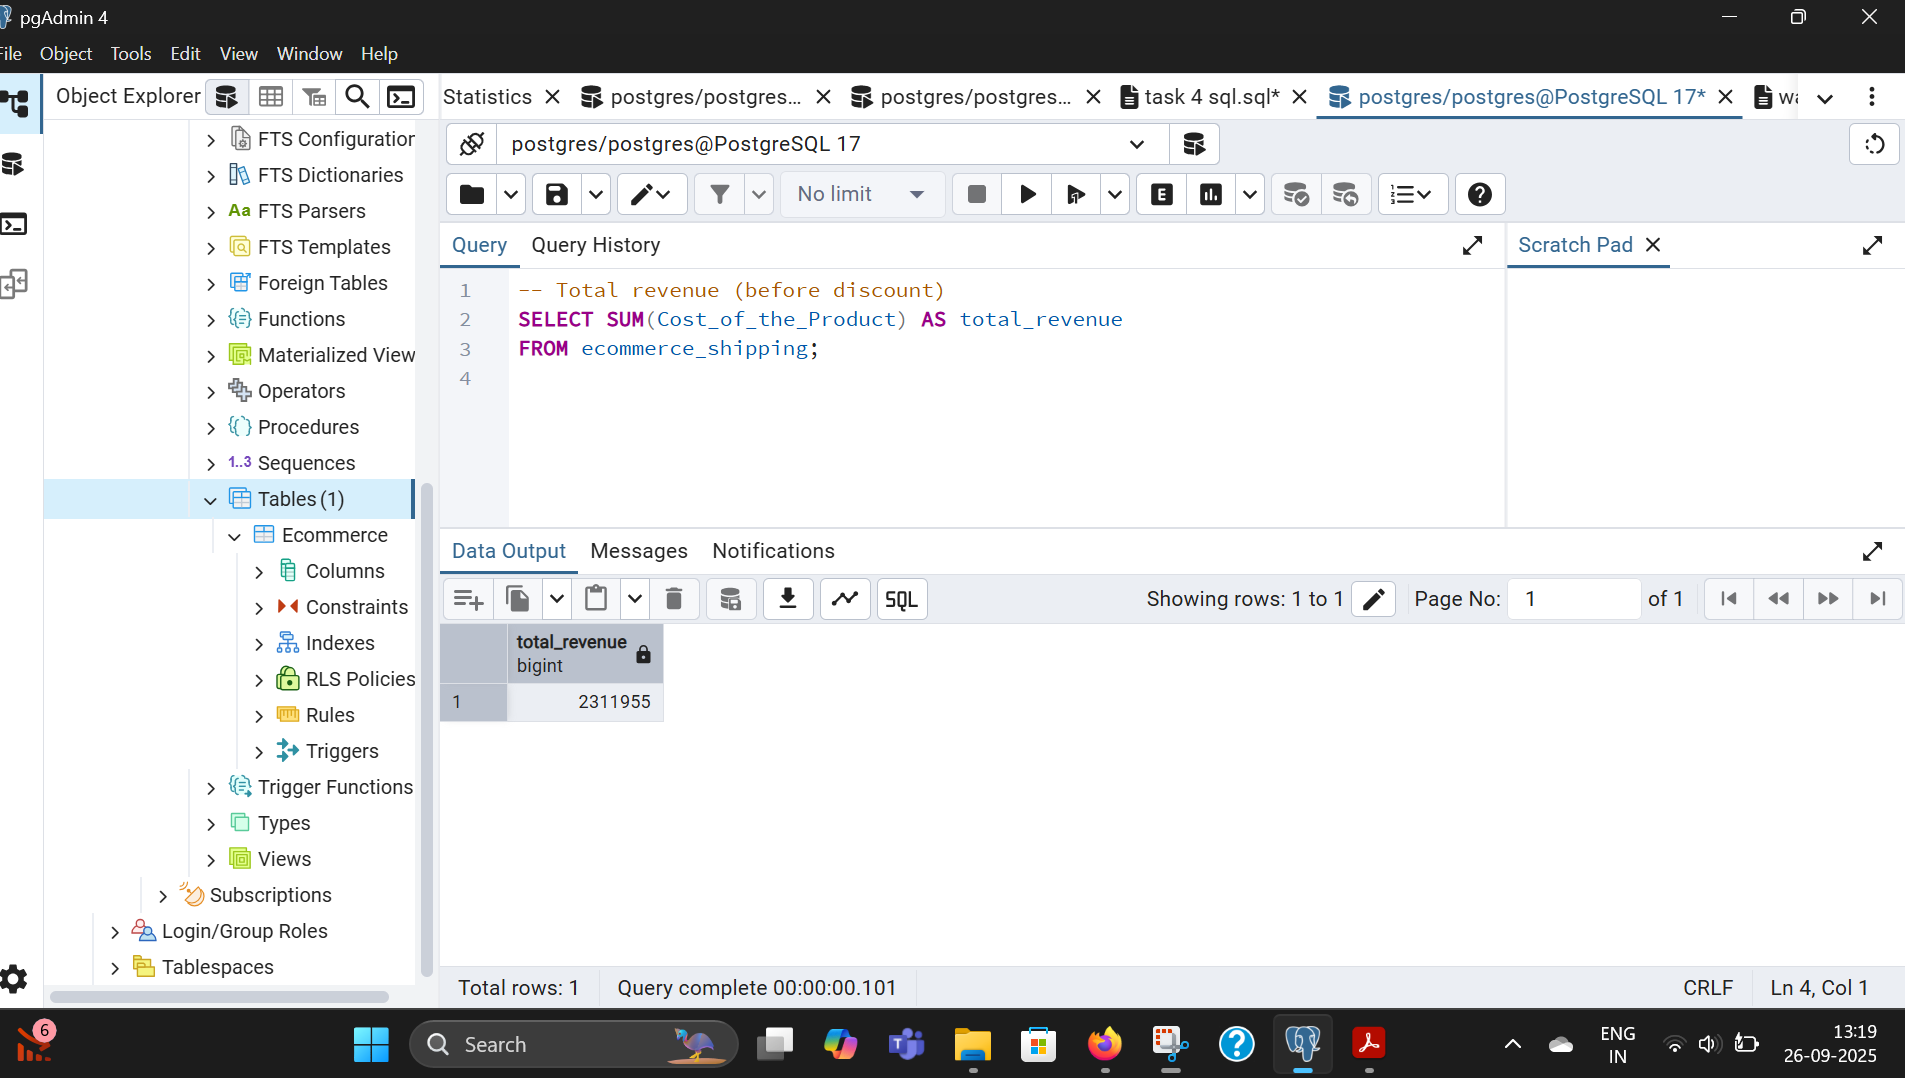 pgAdmin 4
File Object Tools Edit View Window Help
Object Explorer
Statistics
postgres/postgres...
postgres/postgres...
task 4 sql.sql*
postgres/postgres@PostgreSQL 17*
postgres/postgres@PostgreSQL 17
No limit
E
Query Query History
Scratch Pad
1 -- Total revenue (before discount)
2 SELECT SUM(Cost_of_the_Product) AS total_revenue
3 FROM ecommerce_shipping;
4
FTS Configuration
FTS Dictionaries
Aa FTS Parsers
FTS Templates
Foreign Tables
Functions
Materialized View
Operators
Procedures
1..3 Sequences
Tables (1)
Ecommerce
Columns
Constraints
Indexes
RLS Policies
Rules
Triggers
Trigger Functions
Types
Views
Subscriptions
Login/Group Roles
Tablespaces
Data Output Messages Notifications
SQL
Showing rows: 1 to 1
Page No: 1 of 1
total_revenue
bigint
1 2311955
Total rows: 1
Query complete 00:00:00.101
CRLF
Ln 4, Col 1
6
Search
ENG
IN
13:19
26-09-2025